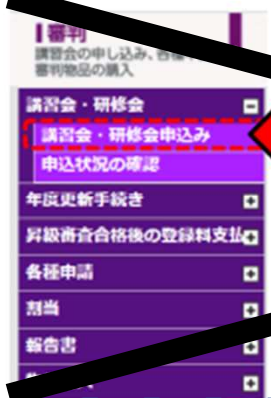 審判
講習会の申し込み、各種
審判物品の購入
講習会・研修会
講習会・研修会申込み
申込状況の確認
年度更新手続き
昇級審査合格後の登録料支払
各種申請
割当
報告書